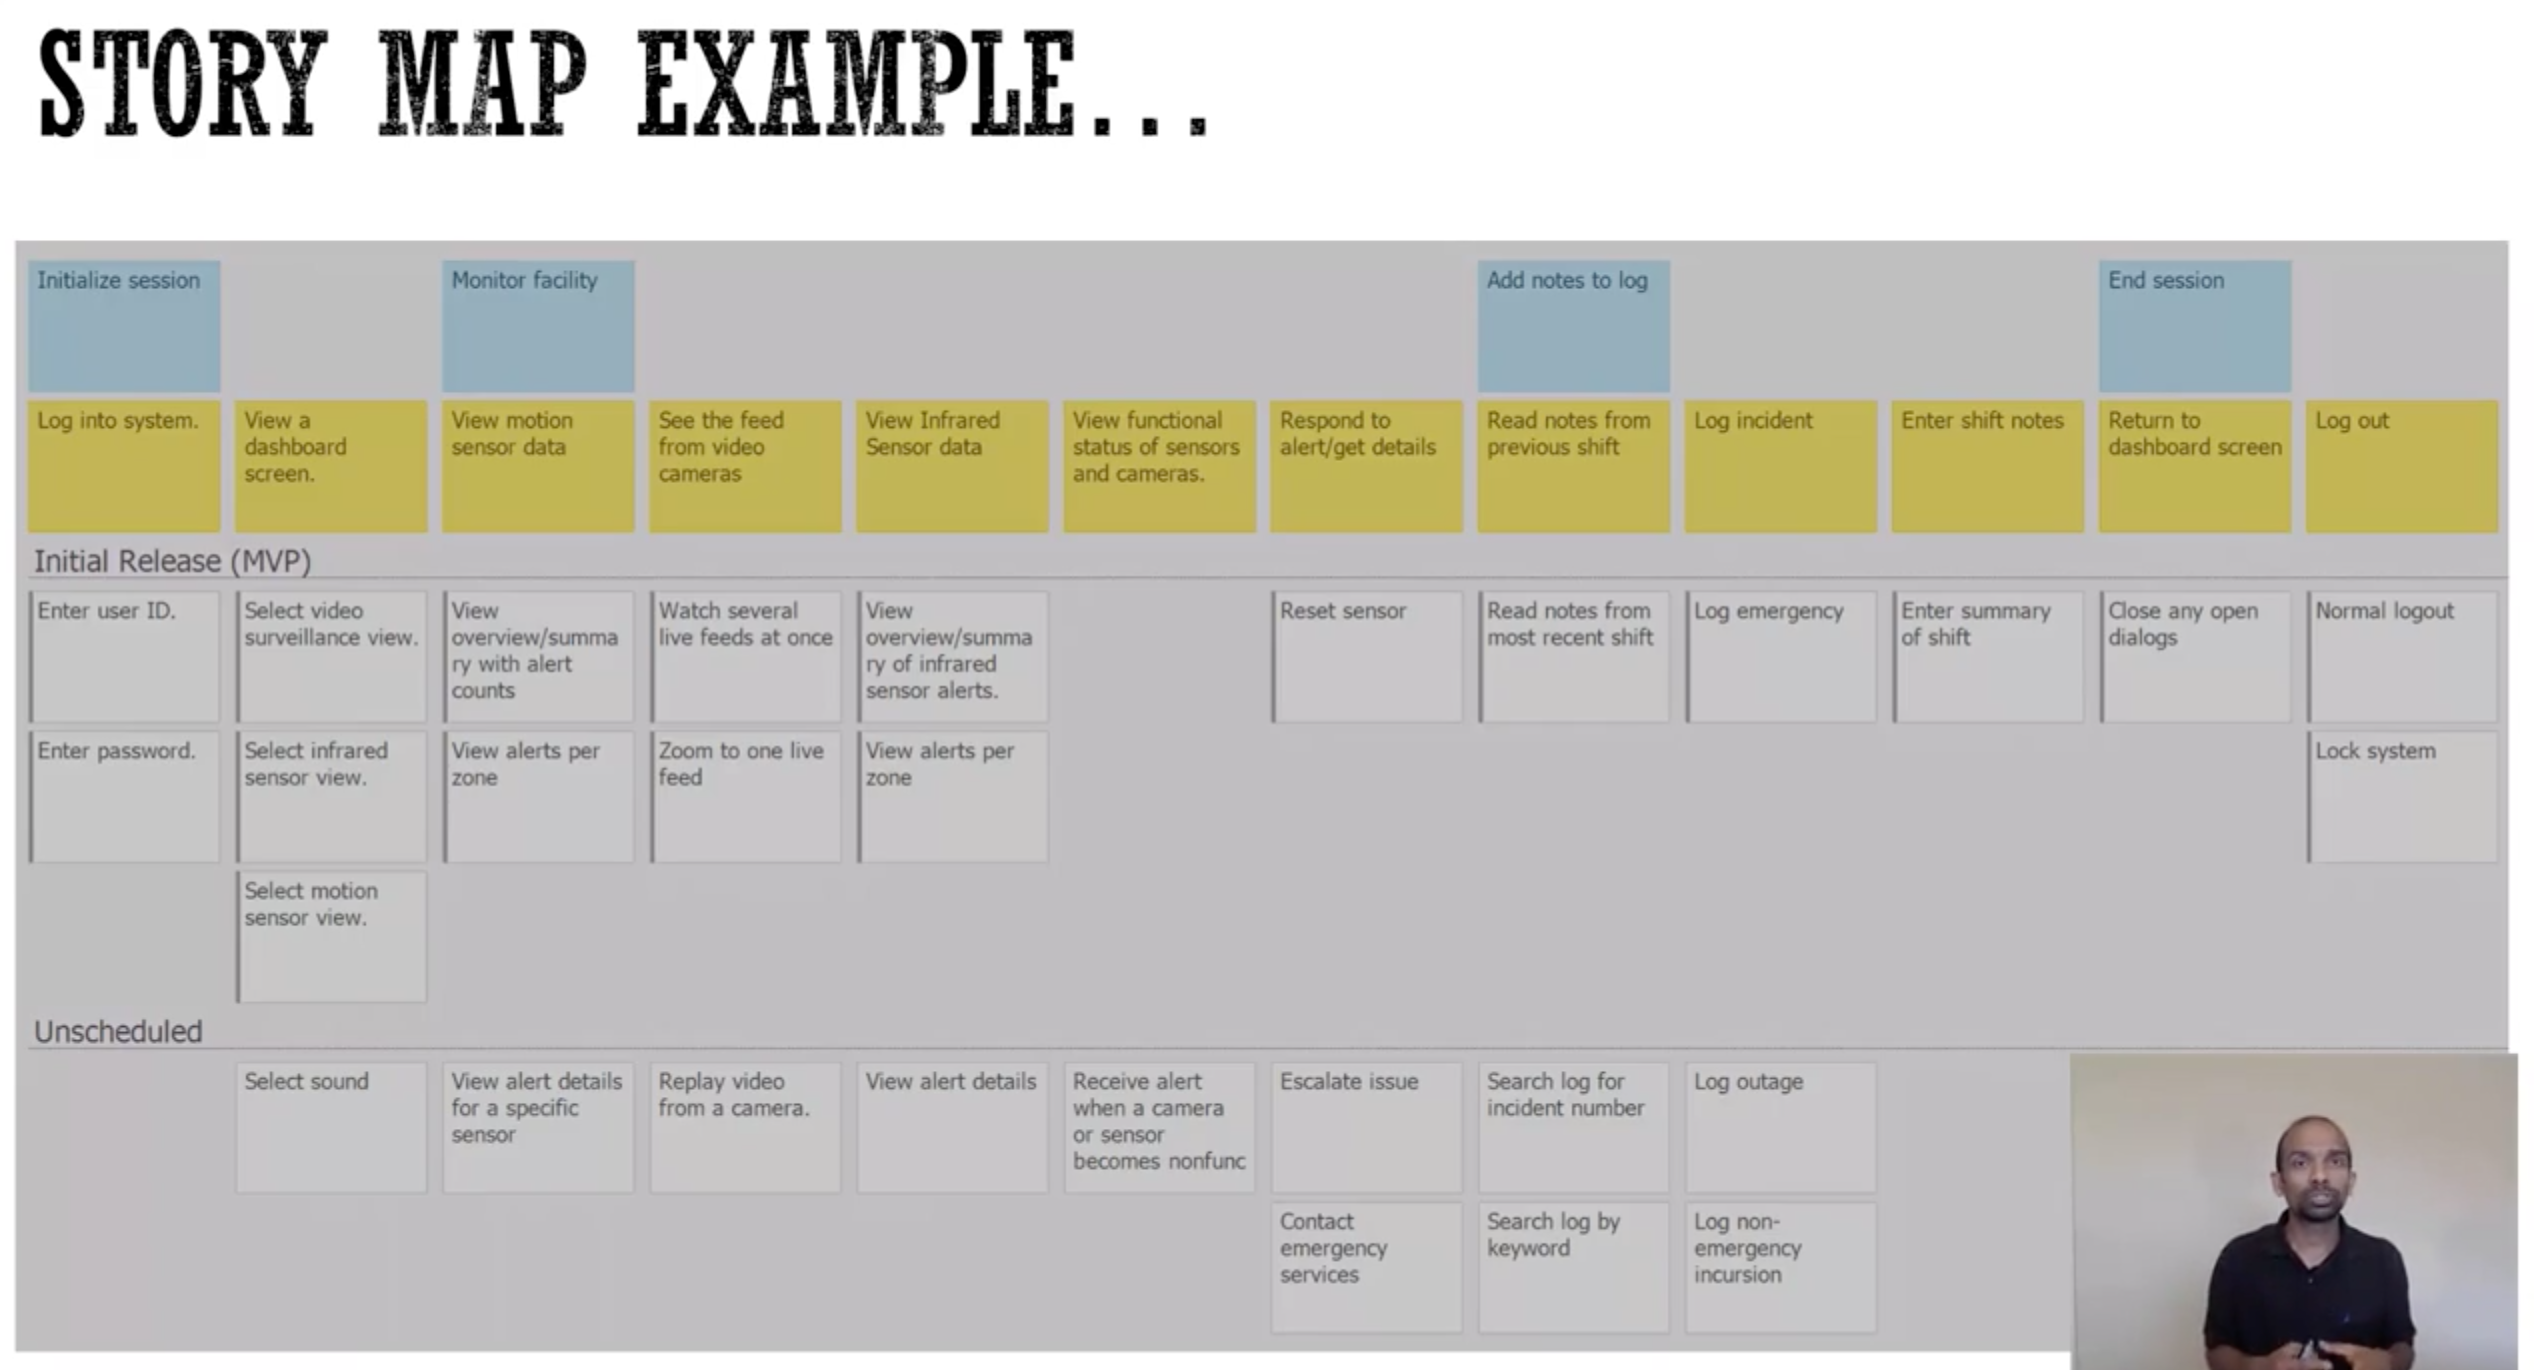 STORY MAP EXAMPLE...
Initialize session
Monitor facility
Add notes to log
End session
Log into system.
View a
dashboard
screen.
View motion
sensor data
See the feed
from video
cameras
View Infrared
Sensor data
View functional
status of sensors
and cameras.
Respond to
alert/get details
Read notes from
previous shift
Log incident
Enter shift notes
Return to
dashboard screen
Log out
Initial Release (MVP)
Enter user ID.
Select video
surveillance view.
View
overview/summa
ry with alert
counts
Watch several
live feeds at once
View
overview/summa
ry of infrared
sensor alerts.
Reset sensor
Read notes from
most recent shift
Log emergency
Enter summary
of shift
Close any open
dialogs
Normal logout
Enter password.
Select infrared
sensor view.
View alerts per
zone
Zoom to one live
feed
View alerts per
zone
Lock system
Select motion
sensor view.
Unscheduled
Select sound
View alert details
for a specific
sensor
Replay video
from a camera.
View alert details
Receive alert
when a camera
or sensor
becomes nonfunc
Escalate issue
Search log for
incident number
Log outage
Contact
emergency
services
Search log by
keyword
Log non-
emergency
incursion